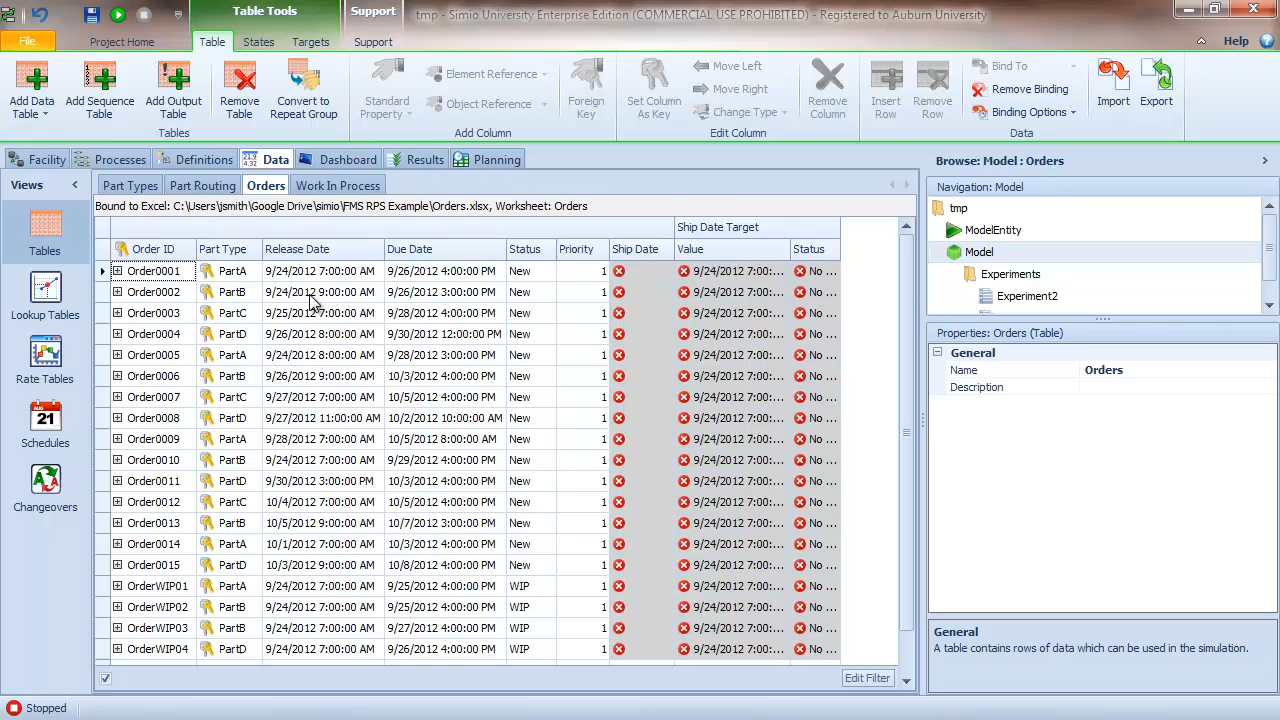 Table Tools
Support
tmp - Simio University Enterprise Edition (COMMERCIAL USE PROHIBITED) - Registered to Auburn University
File
Project Home
Table
States
Targets
Support
Help
Add Data Table
Add Sequence Table
Add Output Table
Remove Table
Convert to Repeat Group
Tables
Standard Property
Element Reference
Object Reference
Foreign Key
Add Column
Set Column As Key
Move Left
Move Right
Change Type
Remove Column
Edit Column
Insert Row
Remove Row
Bind To
Remove Binding
Binding Options
Import
Export
Data
Facility
Processes
Definitions
Data
Dashboard
Results
Planning
Views
Tables
Lookup Tables
Rate Tables
Schedules
Changeovers
Part Types
Part Routing
Orders
Work In Process
Bound to Excel: C:\Users\jsmith\Google Drive\simio\FMS RPS Example\Orders.xlsx, Worksheet: Orders
Ship Date Target
Order ID Part Type Release Date Due Date Status Priority Ship Date Value Status
Order0001 PartA 9/24/2012 7:00:00 AM 9/26/2012 4:00:00 PM New 1 9/24/2012 7:00:... No ...
Order0002 PartB 9/24/2012 9:00:00 AM 9/26/2012 3:00:00 PM New 1 9/24/2012 7:00:... No ...
Order0003 PartC 9/25/2012 7:00:00 AM 9/28/2012 4:00:00 PM New 1 9/24/2012 7:00:... No ...
Order0004 PartD 9/26/2012 8:00:00 AM 9/30/2012 12:00:00 PM New 1 9/24/2012 7:00:... No ...
Order0005 PartA 9/24/2012 8:00:00 AM 9/28/2012 3:00:00 PM New 1 9/24/2012 7:00:... No ...
Order0006 PartB 9/26/2012 9:00:00 AM 10/3/2012 4:00:00 PM New 1 9/24/2012 7:00:... No ...
Order0007 PartC 9/27/2012 7:00:00 AM 10/5/2012 4:00:00 PM New 1 9/24/2012 7:00:... No ...
Order0008 PartD 9/27/2012 11:00:00 AM 10/2/2012 10:00:00 AM New 1 9/24/2012 7:00:... No ...
Order0009 PartA 9/28/2012 7:00:00 AM 10/5/2012 8:00:00 AM New 1 9/24/2012 7:00:... No ...
Order0010 PartB 9/24/2012 7:00:00 AM 9/29/2012 4:00:00 PM New 1 9/24/2012 7:00:... No ...
Order0011 PartD 9/30/2012 3:00:00 PM 10/3/2012 4:00:00 PM New 1 9/24/2012 7:00:... No ...
Order0012 PartC 10/4/2012 7:00:00 AM 10/5/2012 4:00:00 PM New 1 9/24/2012 7:00:... No ...
Order0013 PartB 10/5/2012 9:00:00 AM 10/7/2012 3:00:00 PM New 1 9/24/2012 7:00:... No ...
Order0014 PartA 10/1/2012 7:00:00 AM 10/3/2012 4:00:00 PM New 1 9/24/2012 7:00:... No ...
Order0015 PartD 10/3/2012 9:00:00 AM 10/8/2012 4:00:00 PM New 1 9/24/2012 7:00:... No ...
OrderWIP01 PartA 9/24/2012 7:00:00 AM 9/25/2012 4:00:00 PM WIP 1 9/24/2012 7:00:... No ...
OrderWIP02 PartB 9/24/2012 7:00:00 AM 9/25/2012 4:00:00 PM WIP 1 9/24/2012 7:00:... No ...
OrderWIP03 PartB 9/24/2012 7:00:00 AM 9/27/2012 4:00:00 PM WIP 1 9/24/2012 7:00:... No ...
OrderWIP04 PartD 9/24/2012 7:00:00 AM 9/26/2012 4:00:00 PM WIP 1 9/24/2012 7:00:... No ...
Edit Filter
Browse: Model : Orders
Navigation: Model
tmp
ModelEntity
Model
Experiments
Experiment2
Properties: Orders (Table)
General
Name Orders
Description
General
A table contains rows of data which can be used in the simulation.
Stopped